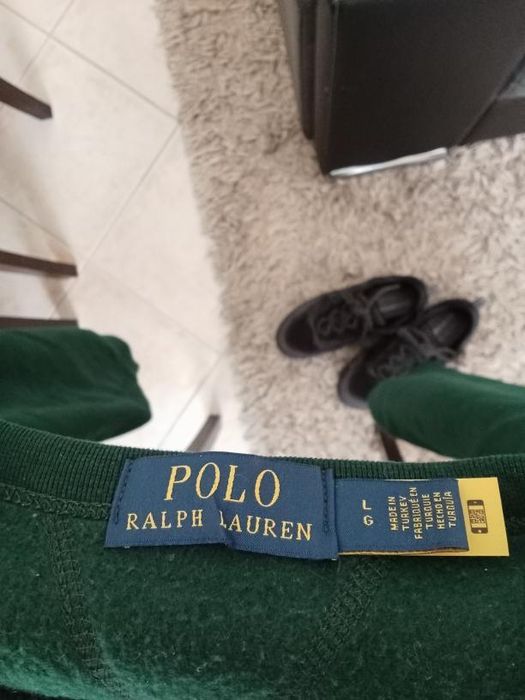 POLO
RALPH LAUREN
L
G
MADE IN
TURKEY
FABRIQUÉ EN
TURQUIE
HECHO EN
TURQUÍA